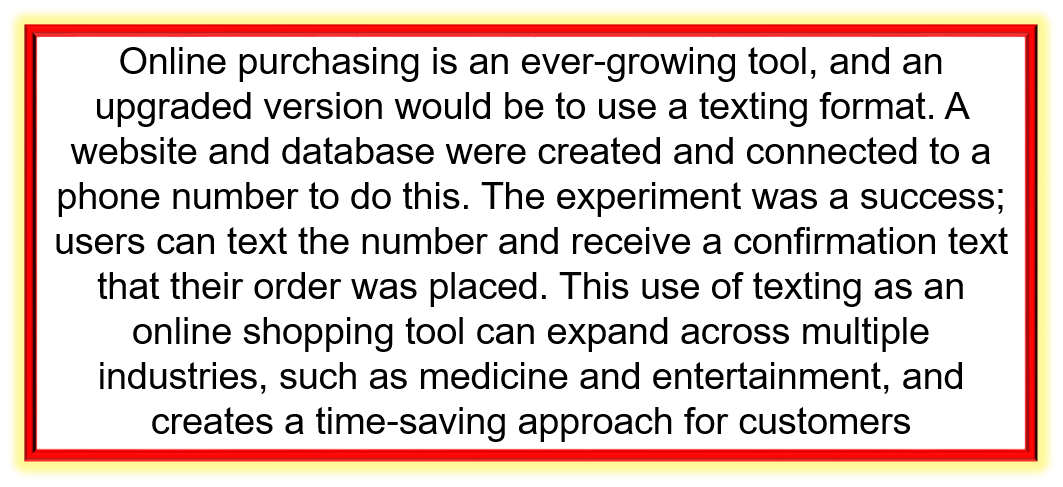 Online purchasing is an ever-growing tool, and an
upgraded version would be to use a texting format. A
website and database were created and connected to a
phone number to do this. The experiment was a success;
users can text the number and receive a confirmation text
that their order was placed. This use of texting as an
online shopping tool can expand across multiple
industries, such as medicine and entertainment, and
creates a time-saving approach for customers